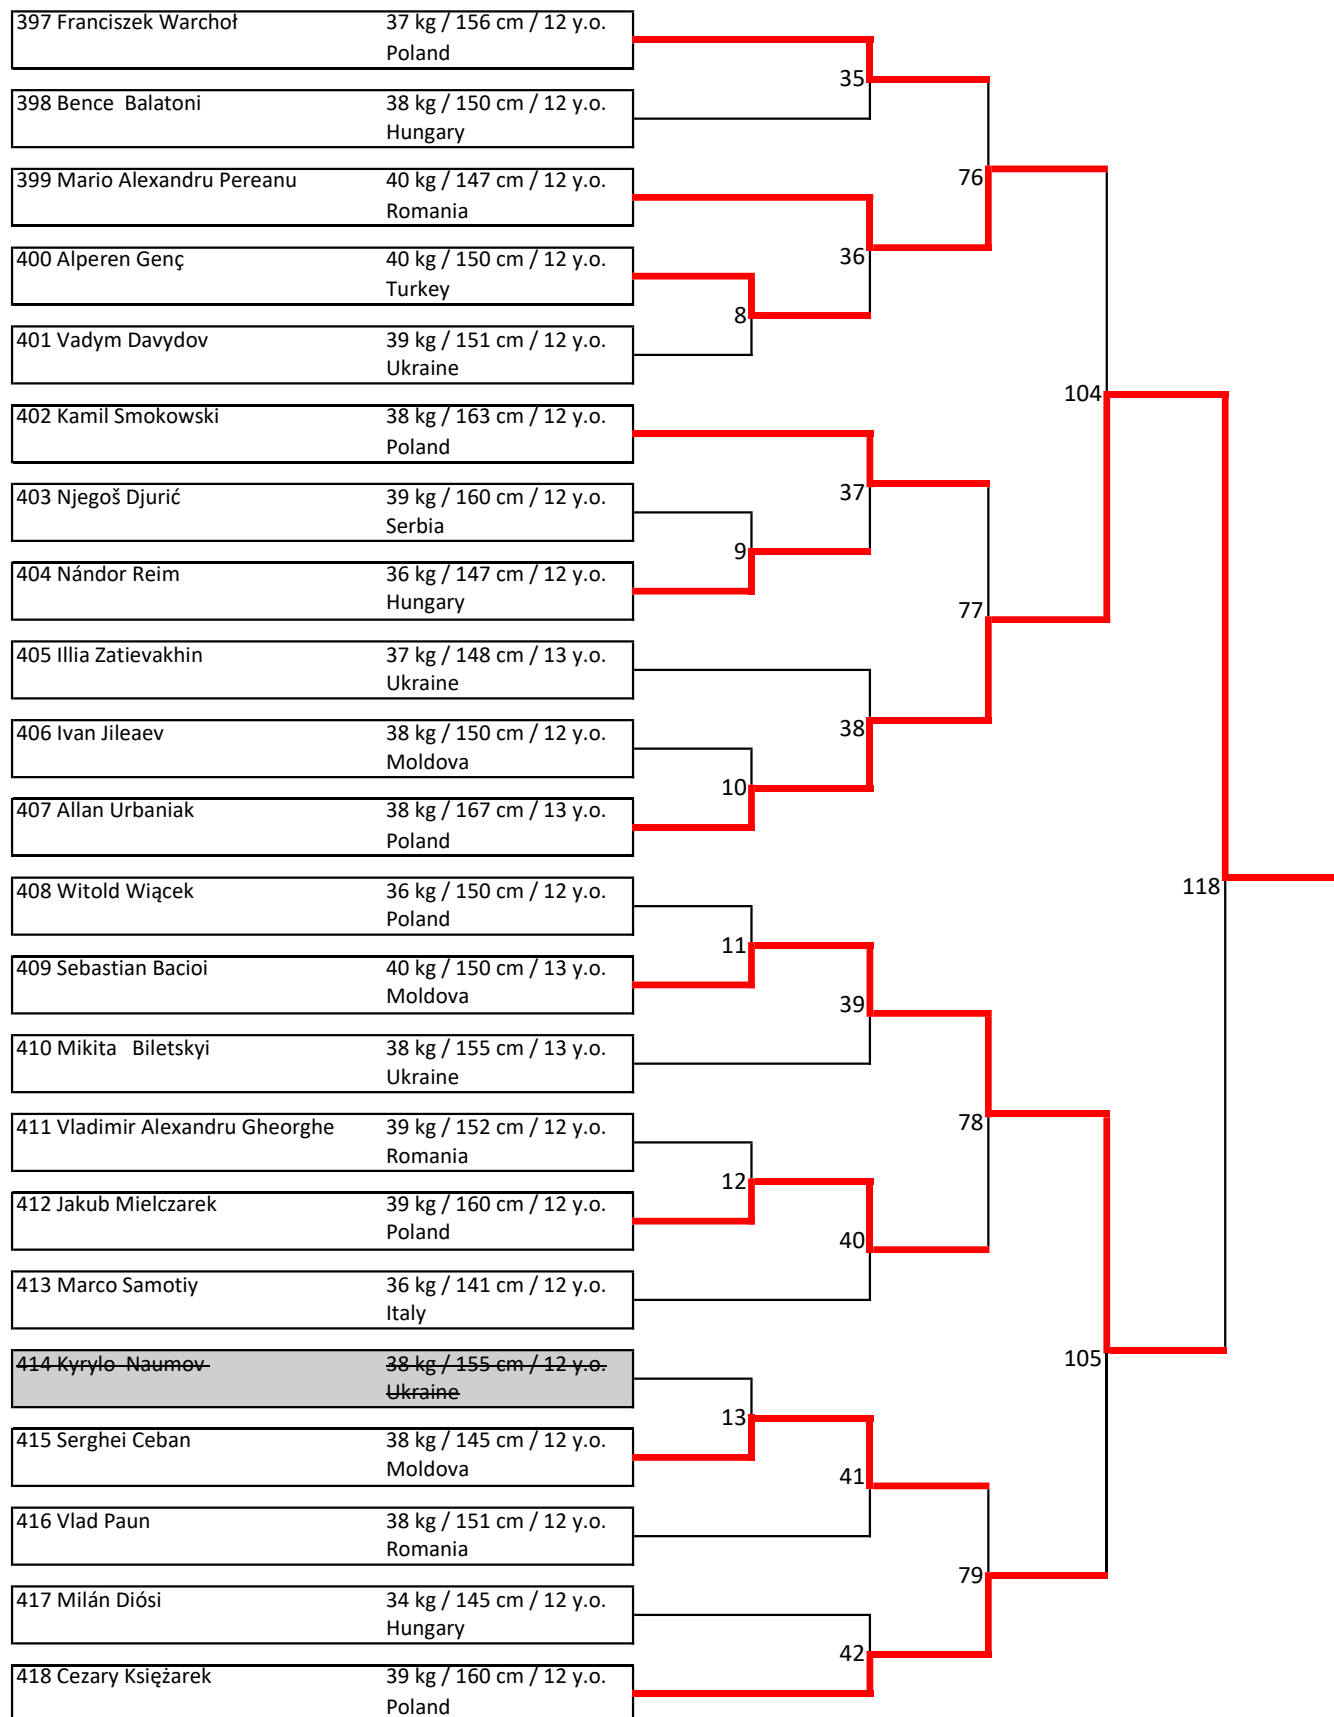 397 Franciszek Warchoł 37 kg / 156 cm / 12 y.o.
Poland
35
398 Bence  Balatoni 38 kg / 150 cm / 12 y.o.
Hungary
399 Mario Alexandru Pereanu 40 kg / 147 cm / 12 y.o.
76
Romania
400 Alperen Genç 40 kg / 150 cm / 12 y.o.
36
Turkey
8
401 Vadym Davydov 39 kg / 151 cm / 12 y.o.
Ukraine
104
402 Kamil Smokowski 38 kg / 163 cm / 12 y.o.
Poland
37
403 Njegoš Djurić 39 kg / 160 cm / 12 y.o.
Serbia
9
404 Nándor Reim 36 kg / 147 cm / 12 y.o.
Hungary
77
405 Illia Zatievakhin 37 kg / 148 cm / 13 y.o.
Ukraine
38
406 Ivan Jileaev 38 kg / 150 cm / 12 y.o.
Moldova
10
407 Allan Urbaniak 38 kg / 167 cm / 13 y.o.
Poland
118
408 Witold Wiącek 36 kg / 150 cm / 12 y.o.
Poland
11
409 Sebastian Bacioi 40 kg / 150 cm / 13 y.o.
Moldova
39
410 Mikita   Biletskyi 38 kg / 155 cm / 13 y.o.
Ukraine
78
411 Vladimir Alexandru Gheorghe 39 kg / 152 cm / 12 y.o.
Romania
12
412 Jakub Mielczarek 39 kg / 160 cm / 12 y.o.
Poland
40
413 Marco Samotiy 36 kg / 141 cm / 12 y.o.
Italy
105
414 Kyrylo  Naumov 38 kg / 155 cm / 12 y.o.
Ukraine
13
415 Serghei Ceban 38 kg / 145 cm / 12 y.o.
Moldova
41
416 Vlad Paun 38 kg / 151 cm / 12 y.o.
Romania
79
417 Milán Diósi 34 kg / 145 cm / 12 y.o.
Hungary
42
418 Cezary Księżarek 39 kg / 160 cm / 12 y.o.
Poland